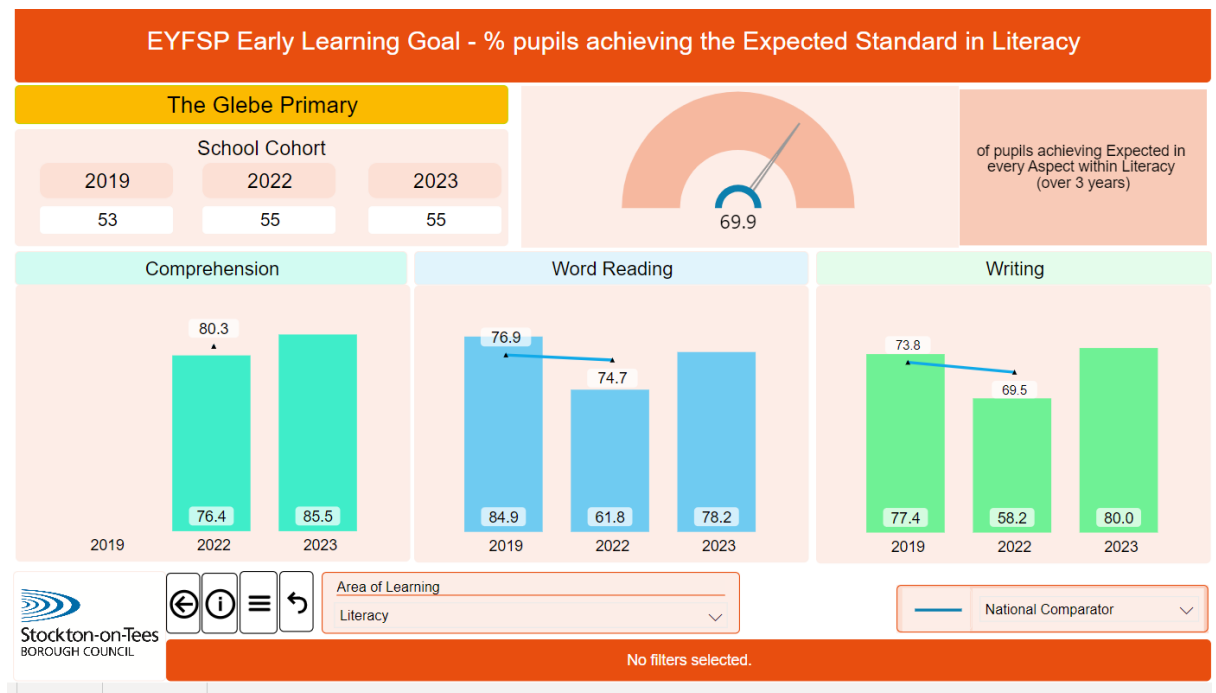 EYFSP Early Learning Goal - % pupils achieving the Expected Standard in Literacy
The Glebe Primary
School Cohort
2019 2022 2023
53 55 55
69.9
of pupils achieving Expected in
every Aspect within Literacy
(over 3 years)
Comprehension
80.3
76.4 85.5
2019 2022 2023
Word Reading
76.9
74.7
84.9 61.8 78.2
2019 2022 2023
Writing
73.8
69.5
77.4 58.2 80.0
2019 2022 2023
Stockton-on-Tees
BOROUGH COUNCIL
Area of Learning
Literacy
National Comparator
No filters selected.